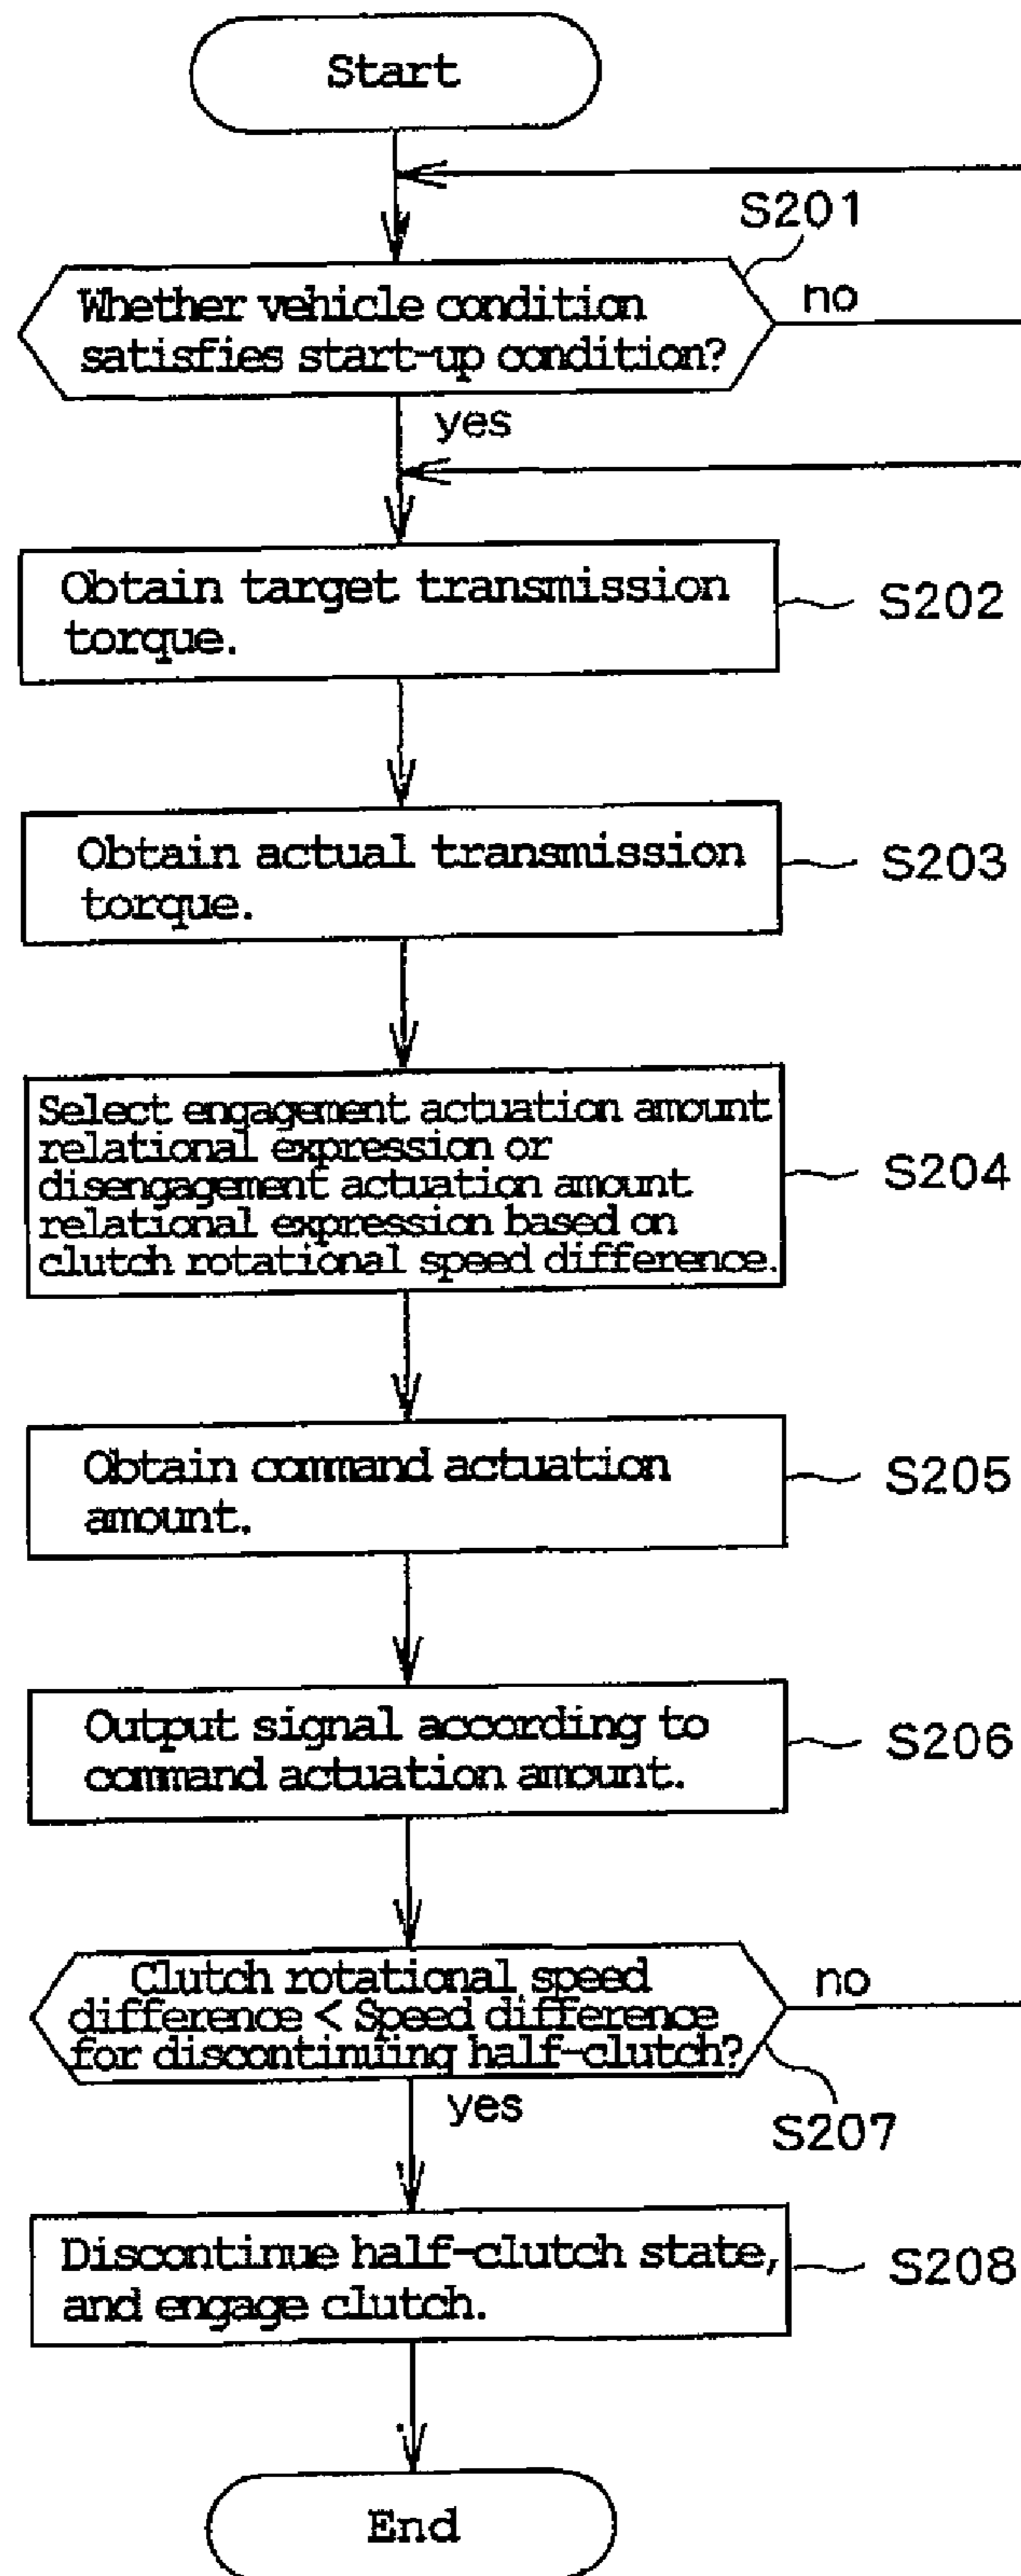 Start
S201
Whether vehicle condition
satisfies start-up condition?
no
yes
Obtain target transmission
torque.
S202
Obtain actual transmission
torque.
S203
Select engagement actuation amount
relational expression or
disengagement actuation amount
relational expression based on
clutch rotational speed difference.
S204
Obtain command actuation
amount.
S205
Output signal according to
command actuation amount.
S206
Clutch rotational speed
difference < Speed difference
for discontinuing half-clutch?
no
yes
S207
Discontinue half-clutch state,
and engage clutch.
S208
End